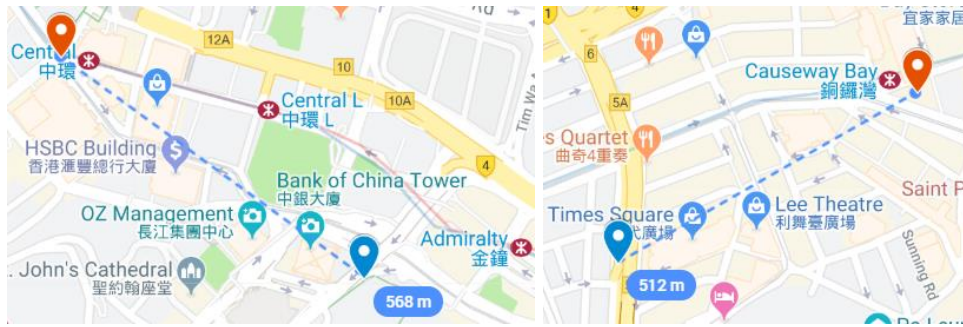 Rd
12A
Central
中環
10
10A
Central L
中環 L
Tim Wa
HSBC Building
香港滙豐總行大廈
$
4
Bank of China Tower
中銀大廈
OZ Management
長江集團中心
Admiralty
金鐘
. John's Cathedral
聖約翰座堂
568 m
宜家家居
6
Causeway Bay
銅鑼灣
5A
s Quartet
曲奇4重奏
Saint P
Times Square
代廣場
Lee Theatre
利舞臺廣場
Sunning Rd
512 m